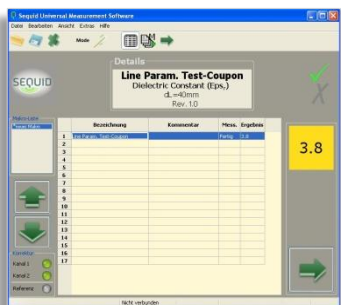 Sequid Universal Measurement Software
Datei Bearbeiten Ansicht Extras Hilfe
Mode
Details
SEQUID
Line Param. Test-Coupon
Dielectric Constant (Eps,)
dL=40mm
Rev. 1.0
Bezeichnung Kommentar Mess. Ergebnis
1 Line Param. Test-Coupon Fertig 3.8
2
3
4
5
6
7
8
9
10
11
12
13
14
15
16
17
3.8
Korrektur
Kanal 1
Kanal 2
Referenz
Nicht verbunden